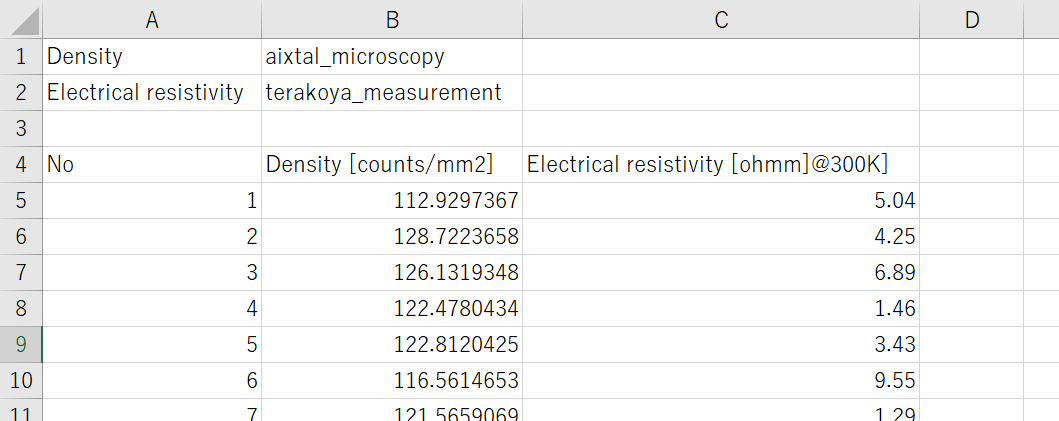 A B C D
1 Density aixtal_microscopy
2 Electrical resistivity terakoya_measurement
3
4 No Density [counts/mm2] Electrical resistivity [ohmm]@300K]
5 1 112.9297367 5.04
6 2 128.7223658 4.25
7 3 126.1319348 6.89
8 4 122.4780434 1.46
9 5 122.8120425 3.43
10 6 116.5614653 9.55
11 7 121.5659069 1.29